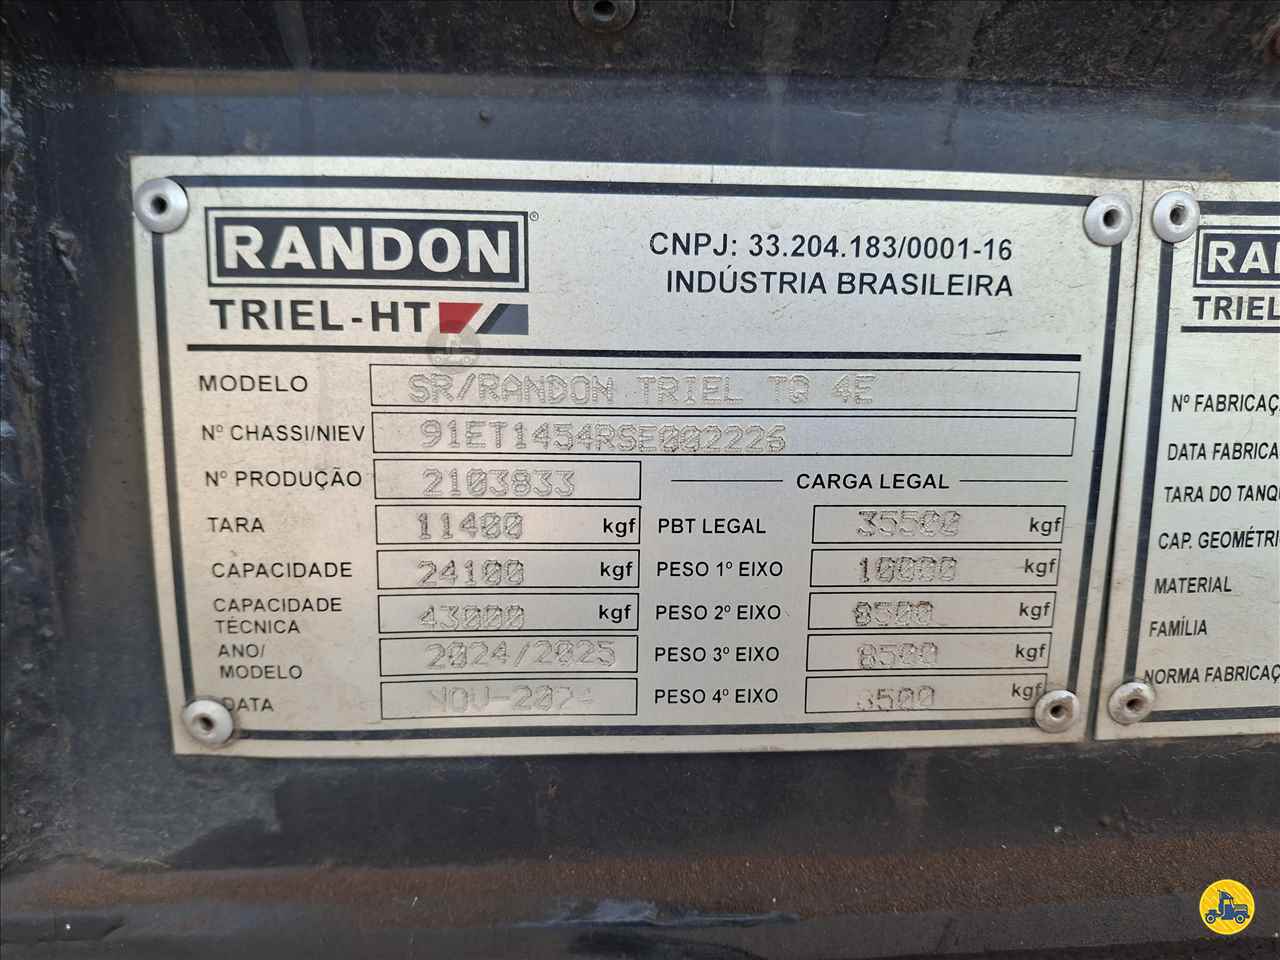 RANDON®
TRIEL-HT
CNPJ: 33.204.183/0001-16
INDÚSTRIA BRASILEIRA
MODELO SR/RANDON TRIEL TQ 4E
Nº CHASSI/NIEV 91ET1454RSE002226
Nº PRODUÇÃO 2103833
TARA 11400 kgf
CAPACIDADE 24100 kgf
CAPACIDADE TÉCNICA 43000 kgf
ANO/MODELO 2024/2025
DATA NOV-2024
CARGA LEGAL
PBT LEGAL 35500 kgf
PESO 1º EIXO 10000 kgf
PESO 2º EIXO 8500 kgf
PESO 3º EIXO 8500 kgf
PESO 4º EIXO 8500 kgf
RA
TRIEL
Nº FABRICAÇ
DATA FABRICA
TARA DO TANQU
CAP. GEOMÉTRI
MATERIAL
FAMÍLIA
NORMA FABRICAÇ